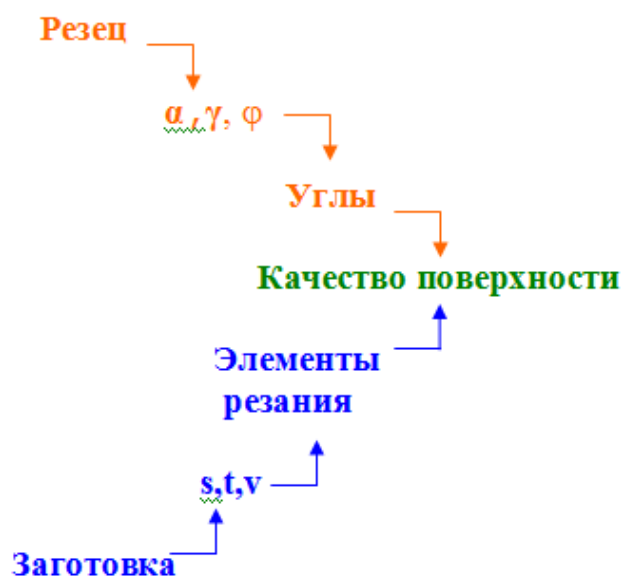 Резец
α , γ, φ
Углы
Качество поверхности
Элементы
резания
s,t,v
Заготовка